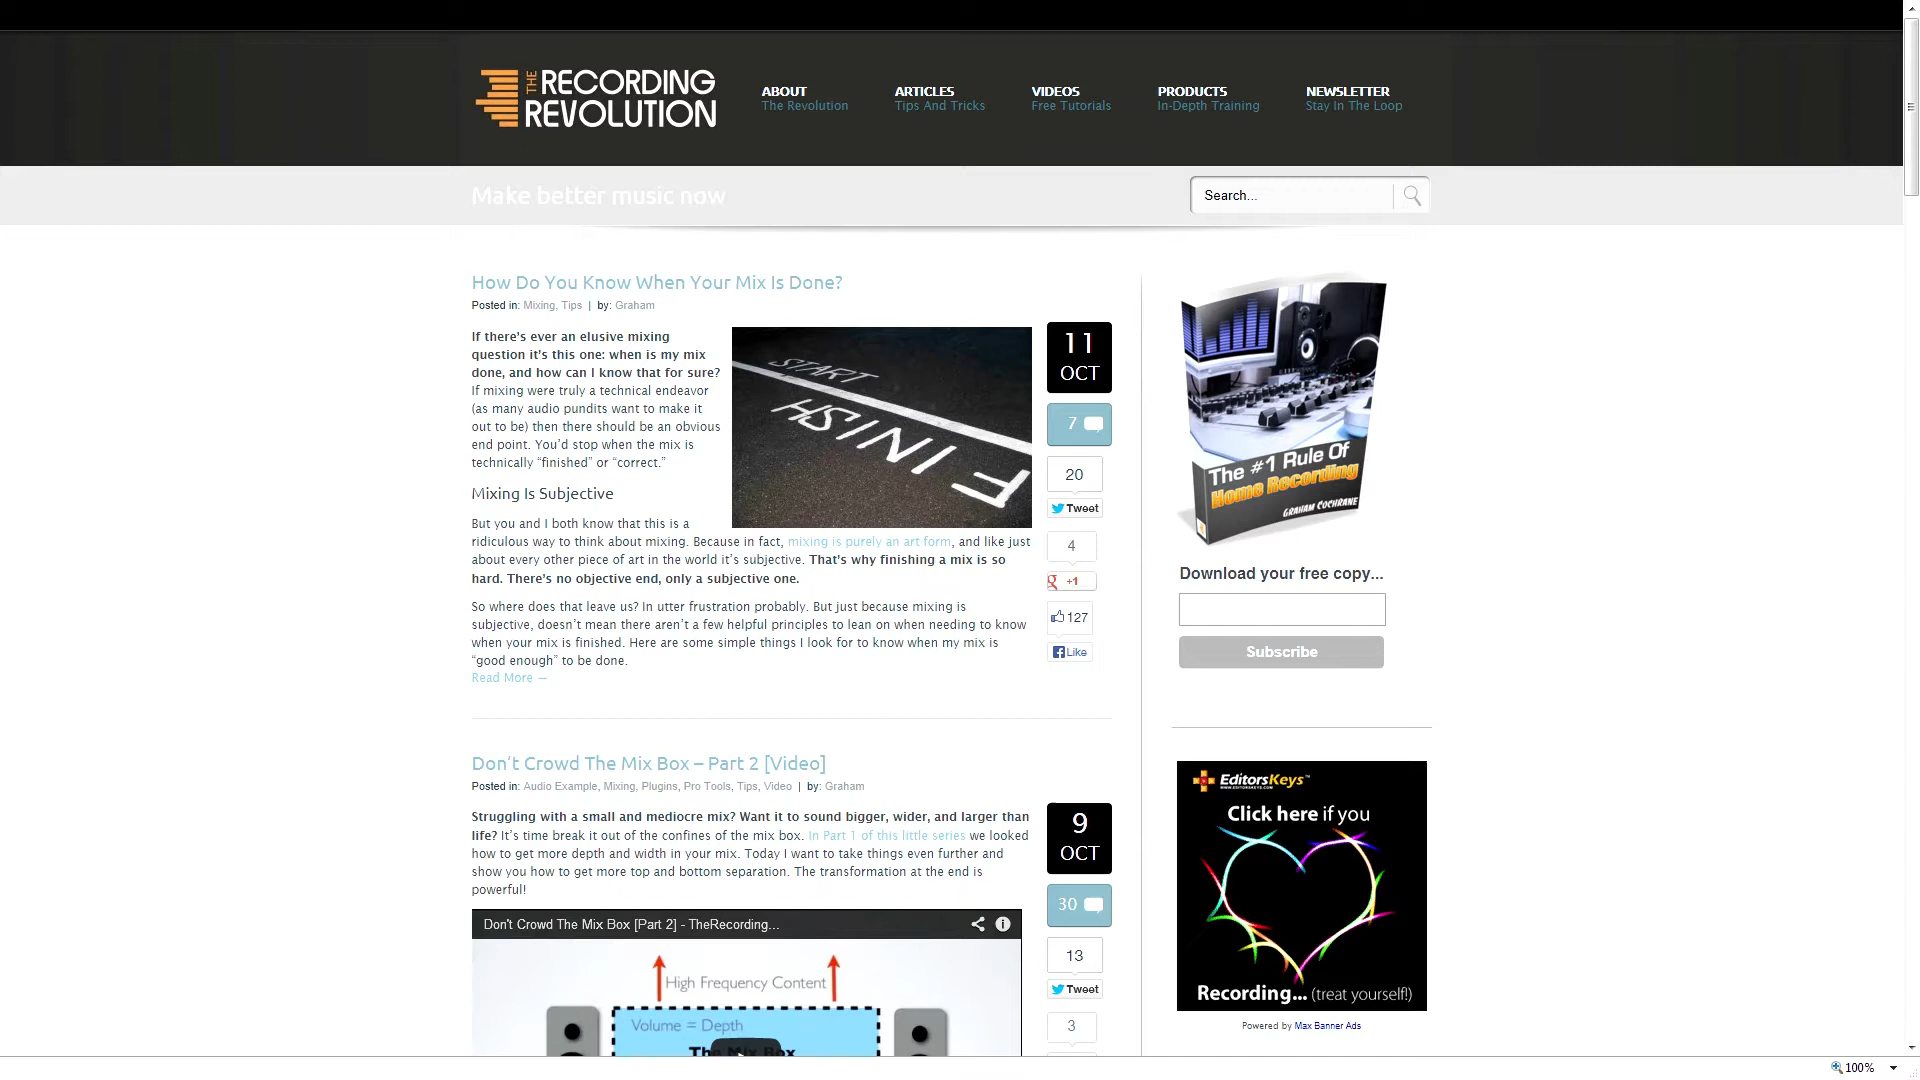 THE RECORDING REVOLUTION
ABOUT
The Revolution
ARTICLES
Tips And Tricks
VIDEOS
Free Tutorials
PRODUCTS
In-Depth Training
NEWSLETTER
Stay In The Loop
Make better music now
Search...
How Do You Know When Your Mix Is Done?
Posted in: Mixing, Tips | by: Graham
If there's ever an elusive mixing
question it's this one: when is my mix
done, and how can I know that for sure?
If mixing were truly a technical endeavor
(as many audio pundits want to make it
out to be) then there should be an obvious
end point. You'd stop when the mix is
technically “finished” or “correct.”
START
FINISH
11
OCT
7
20
Tweet
4
+1
127
Like
Mixing Is Subjective
But you and I both know that this is a
ridiculous way to think about mixing. Because in fact, mixing is purely an art form, and like just
about every other piece of art in the world it's subjective. That's why finishing a mix is so
hard. There's no objective end, only a subjective one.
So where does that leave us? In utter frustration probably. But just because mixing is
subjective, doesn't mean there aren't a few helpful principles to lean on when needing to know
when your mix is finished. Here are some simple things I look for to know when my mix is
“good enough” to be done.
Read More —
Don't Crowd The Mix Box – Part 2 [Video]
Posted in: Audio Example, Mixing, Plugins, Pro Tools, Tips, Video | by: Graham
Struggling with a small and mediocre mix? Want it to sound bigger, wider, and larger than
life? It's time break it out of the confines of the mix box. In Part 1 of this little series we looked
how to get more depth and width in your mix. Today I want to take things even further and
show you how to get more top and bottom separation. The transformation at the end is
powerful!
9
OCT
30
13
Tweet
3
Don't Crowd The Mix Box [Part 2] - TheRecording...
High Frequency Content
Volume = Depth
The Mix Box
The #1 Rule Of
Home Recording
GRAHAM COCHRANE
Download your free copy...
Subscribe
EditorsKeys™
WWW.EDITORSKEYS.COM
Click here if you
Recording... (treat yourself!)
Powered by Max Banner Ads
100%